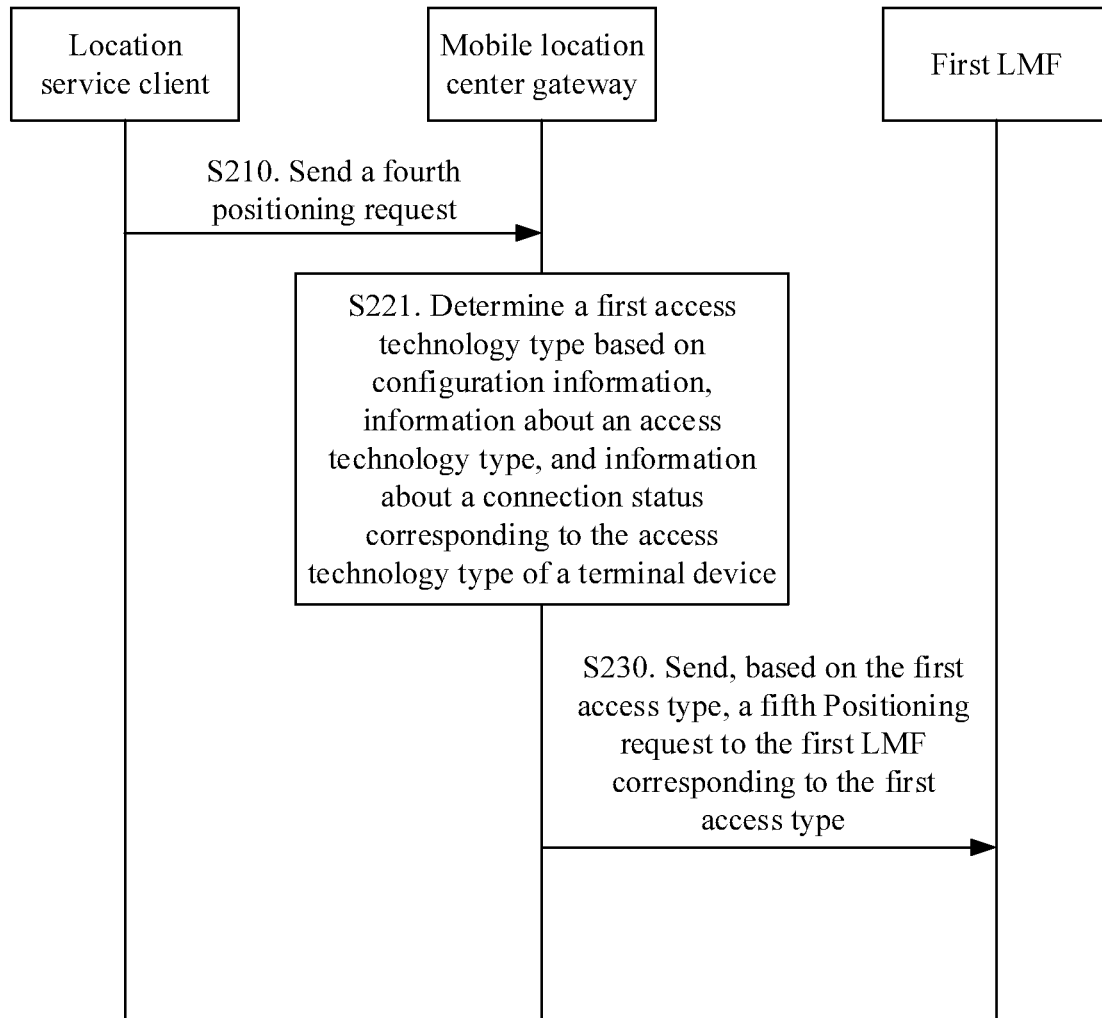 Location
service client
Mobile location
center gateway
First LMF
S210. Send a fourth
positioning request
S221. Determine a first access
technology type based on
configuration information,
information about an access
technology type, and information
about a connection status
corresponding to the access
technology type of a terminal device
S230. Send, based on the first
access type, a fifth Positioning
request to the first LMF
corresponding to the first
access type